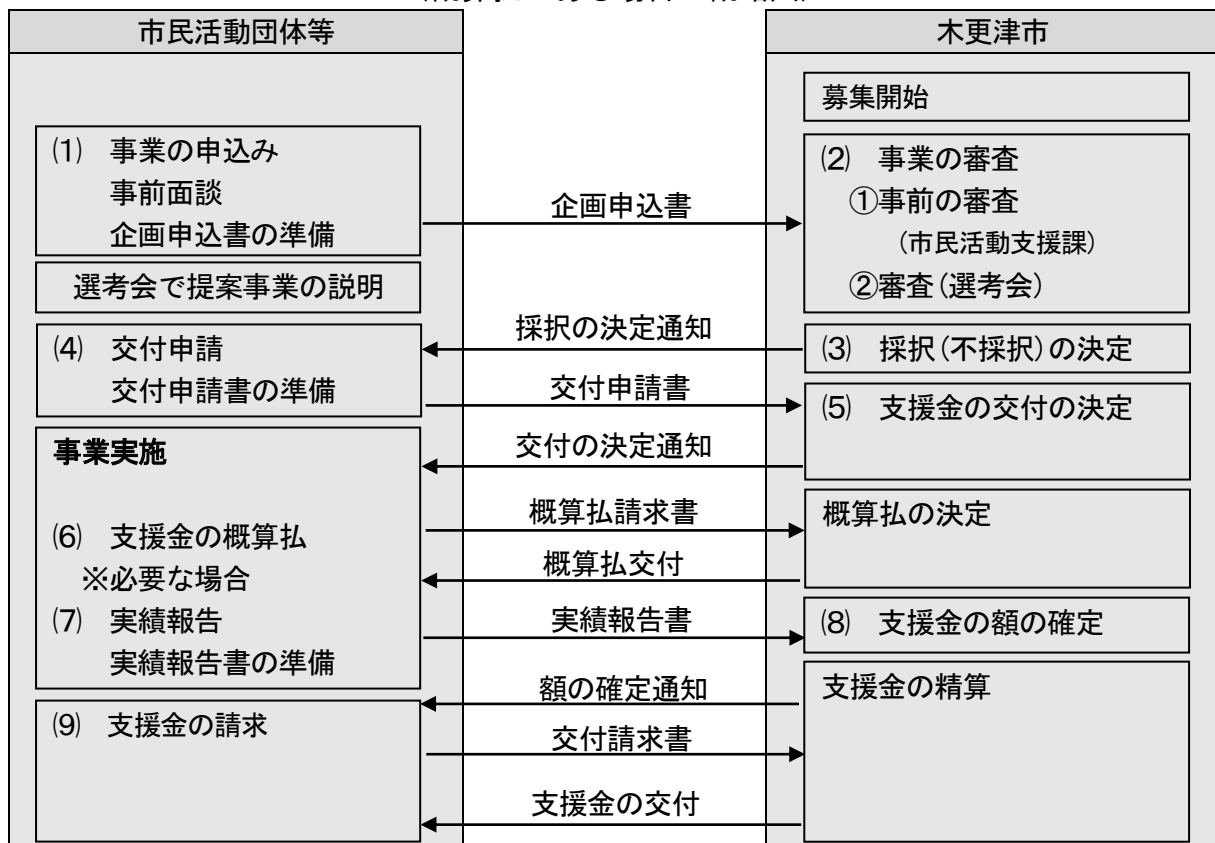 市民活動団体等
木更津市
募集開始
⑴ 事業の申込み
事前面談
企画申込書の準備
企画申込書
⑵ 事業の審査
①事前の審査
(市民活動支援課)
②審査(選考会)
選考会で提案事業の説明
採択の決定通知
⑶ 採択(不採択)の決定
⑷ 交付申請
交付申請書の準備
交付申請書
⑸ 支援金の交付の決定
事業実施
交付の決定通知
概算払請求書
概算払の決定
⑹ 支援金の概算払
※必要な場合
概算払交付
⑺ 実績報告
実績報告書の準備
実績報告書
⑻ 支援金の額の確定
額の確定通知
支援金の精算
⑼ 支援金の請求
交付請求書
支援金の交付